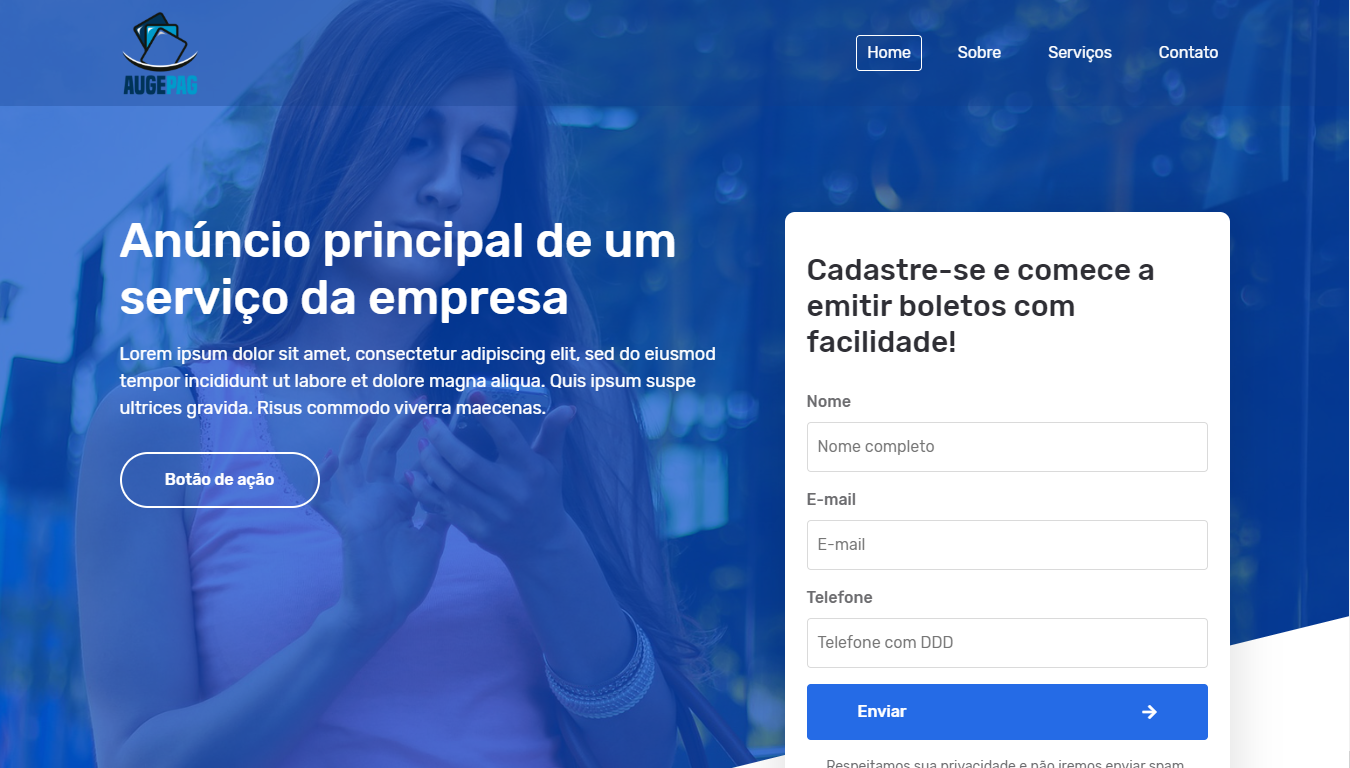 AUGEPAG
Home
Sobre
Serviços
Contato
Anúncio principal de um
serviço da empresa
Lorem ipsum dolor sit amet, consectetur adipiscing elit, sed do eiusmod
tempor incididunt ut labore et dolore magna aliqua. Quis ipsum suspe
ultrices gravida. Risus commodo viverra maecenas.
Botão de ação
Cadastre-se e comece a
emitir boletos com
facilidade!
Nome
Nome completo
E-mail
E-mail
Telefone
Telefone com DDD
Enviar
Respeitamos sua privacidade e não iremos enviar spam